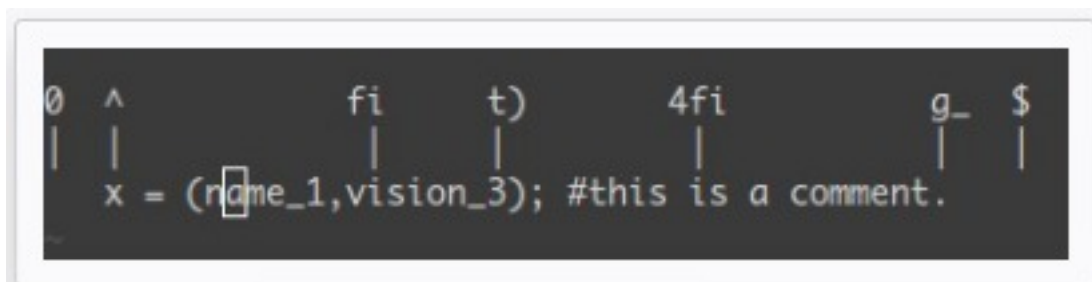 0 ^ fi t) 4fi g_ $
| | | | | | |
x = (name_1,vision_3); #this is a comment.
~